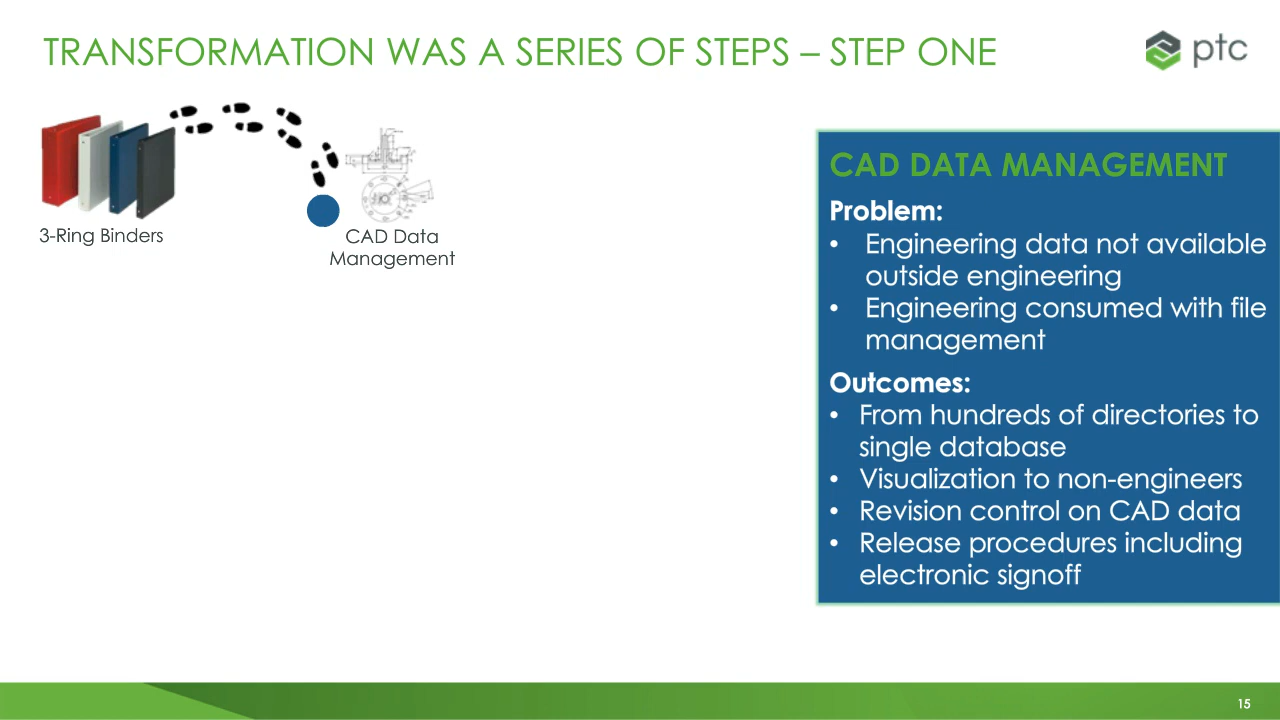 TRANSFORMATION WAS A SERIES OF STEPS – STEP ONE
ptc
3-Ring Binders
CAD Data
Management
CAD DATA MANAGEMENT
Problem:
• Engineering data not available
outside engineering
• Engineering consumed with file
management
Outcomes:
• From hundreds of directories to
single database
• Visualization to non-engineers
• Revision control on CAD data
• Release procedures including
electronic signoff
15